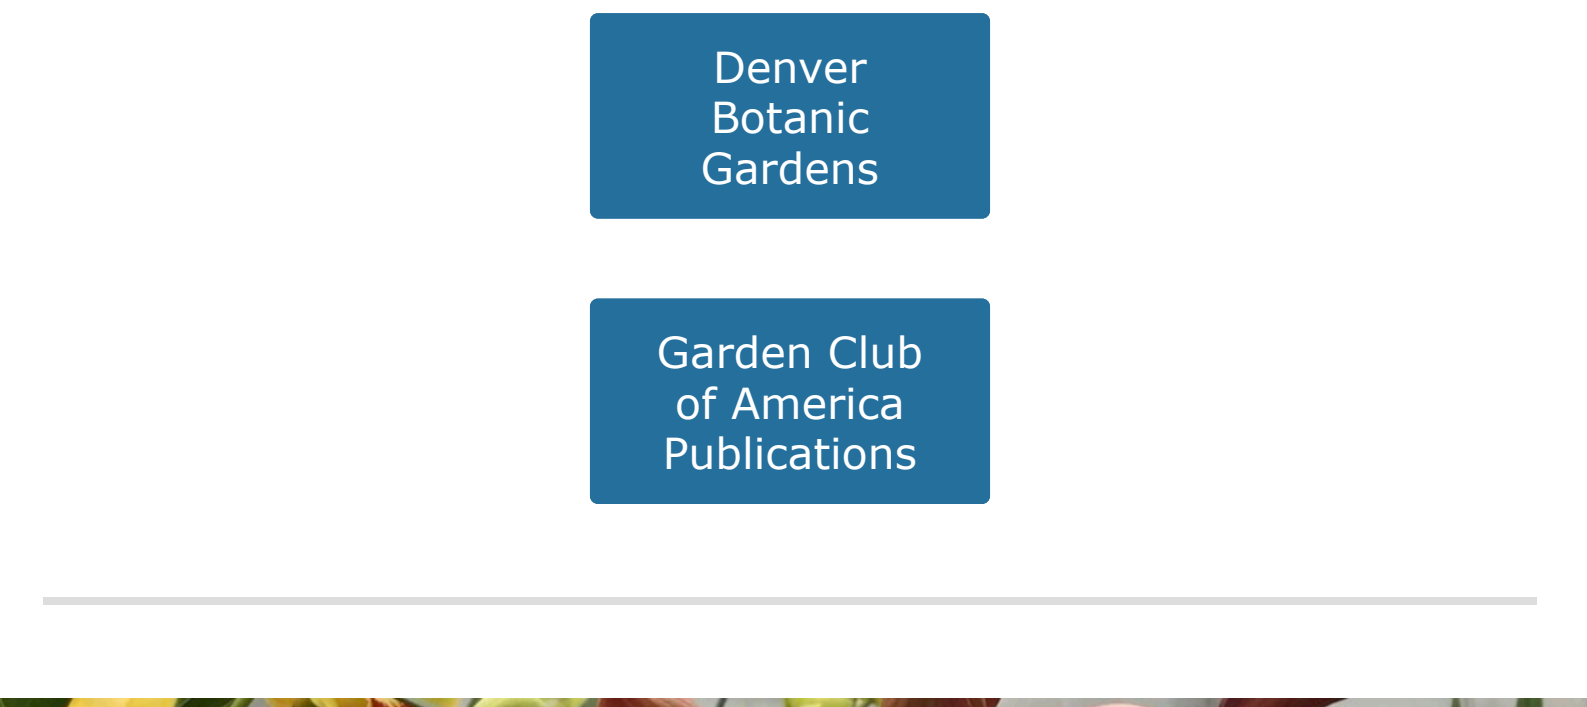 Denver
Botanic
Gardens
Garden Club
of America
Publications